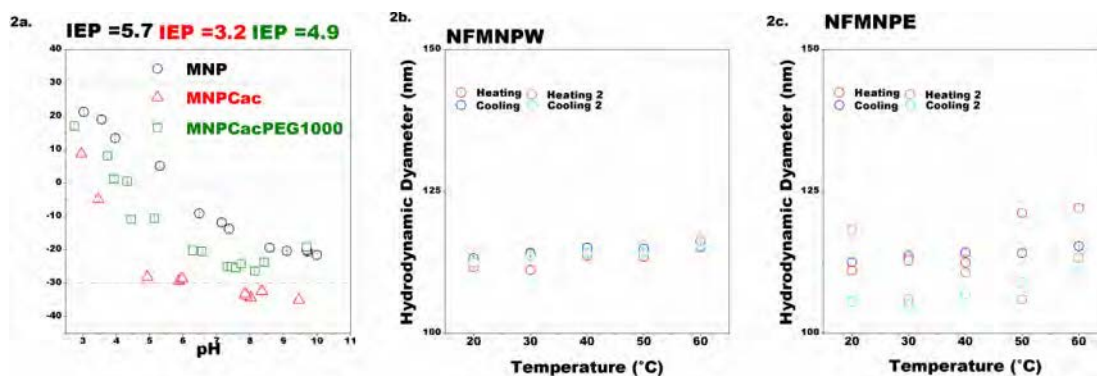 2a.
IEP =5.7 IEP =3.2 IEP =4.9
40
30
20
10
0
-10
-20
-30
-40
MNP
MNPCac
MNPCacPEG1000
3 4 5 6 7 8 9 10 11
pH
2b.
NFMNPW
150
125
100
Hydrodynamic Dyameter (nm)
Heating Heating 2
Cooling Cooling 2
20 30 40 50 60
Temperature (°C)
2c.
NFMNPE
150
125
100
Hydrodynamic Dyameter (nm)
Heating Heating 2
Cooling Cooling 2
20 30 40 50 60
Temperature (°C)